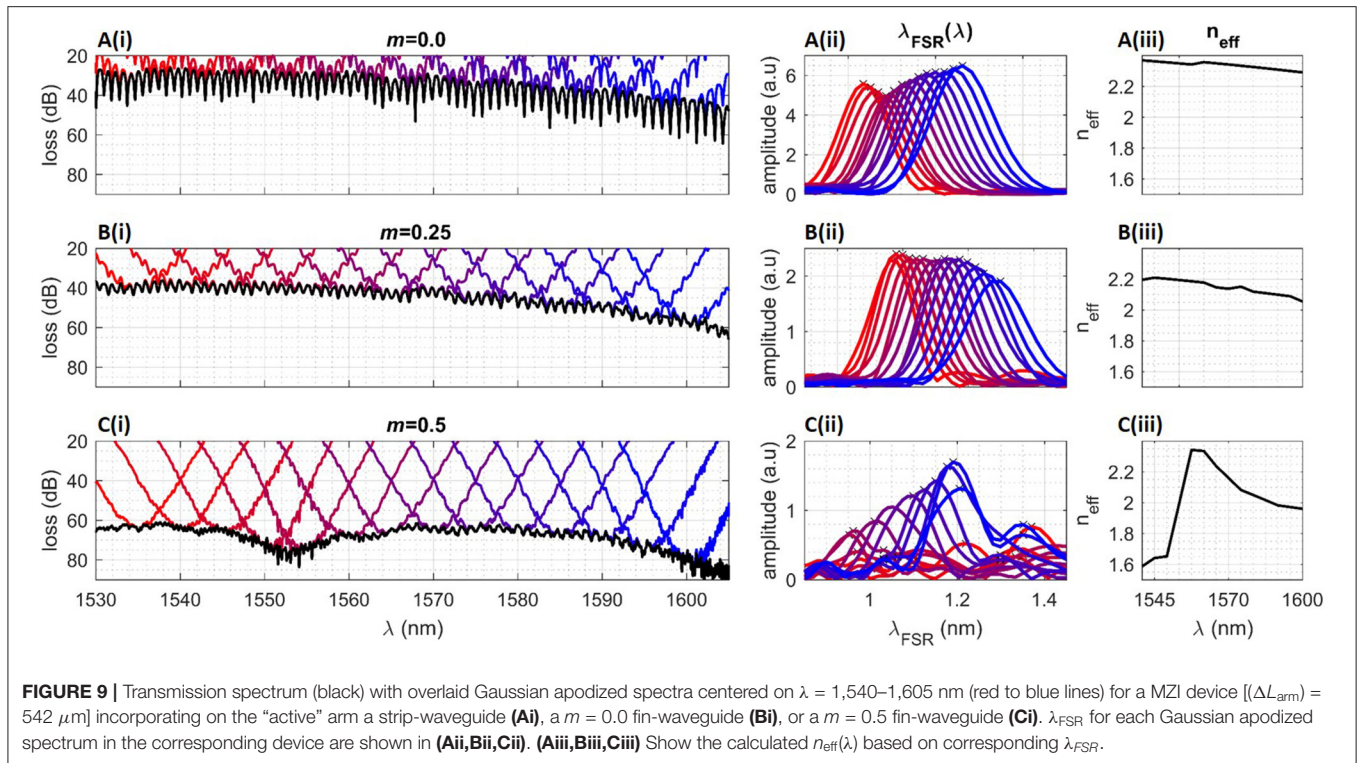 A(i) m=0.0 A(ii) λFSR(λ) A(iii) neff
20
40
60
80
loss (dB)
6
4
2
0
amplitude (a.u)
2.2
2
1.8
1.6
neff
B(i) m=0.25 B(ii) B(iii)
20
40
60
80
loss (dB)
2
1
0
amplitude (a.u)
2.2
2
1.8
1.6
neff
C(i) m=0.5 C(ii) C(iii)
20
40
60
80
loss (dB)
2
1.5
1
0.5
0
amplitude (a.u)
2.2
2
1.8
1.6
neff
1530 1540 1550 1560 1570 1580 1590 1600 1 1.2 1.4 1545 1570 1600
λ (nm) λFSR (nm) λ (nm)
FIGURE 9 | Transmission spectrum (black) with overlaid Gaussian apodized spectra centered on λ = 1,540–1,605 nm (red to blue lines) for a MZI device [(ΔLarm) =
542 μm] incorporating on the “active” arm a strip-waveguide (Ai), a m = 0.0 fin-waveguide (Bi), or a m = 0.5 fin-waveguide (Ci). λFSR for each Gaussian apodized
spectrum in the corresponding device are shown in (Aii,Bii,Cii). (Aiii,Biii,Ciii) Show the calculated neff(λ) based on corresponding λFSR.